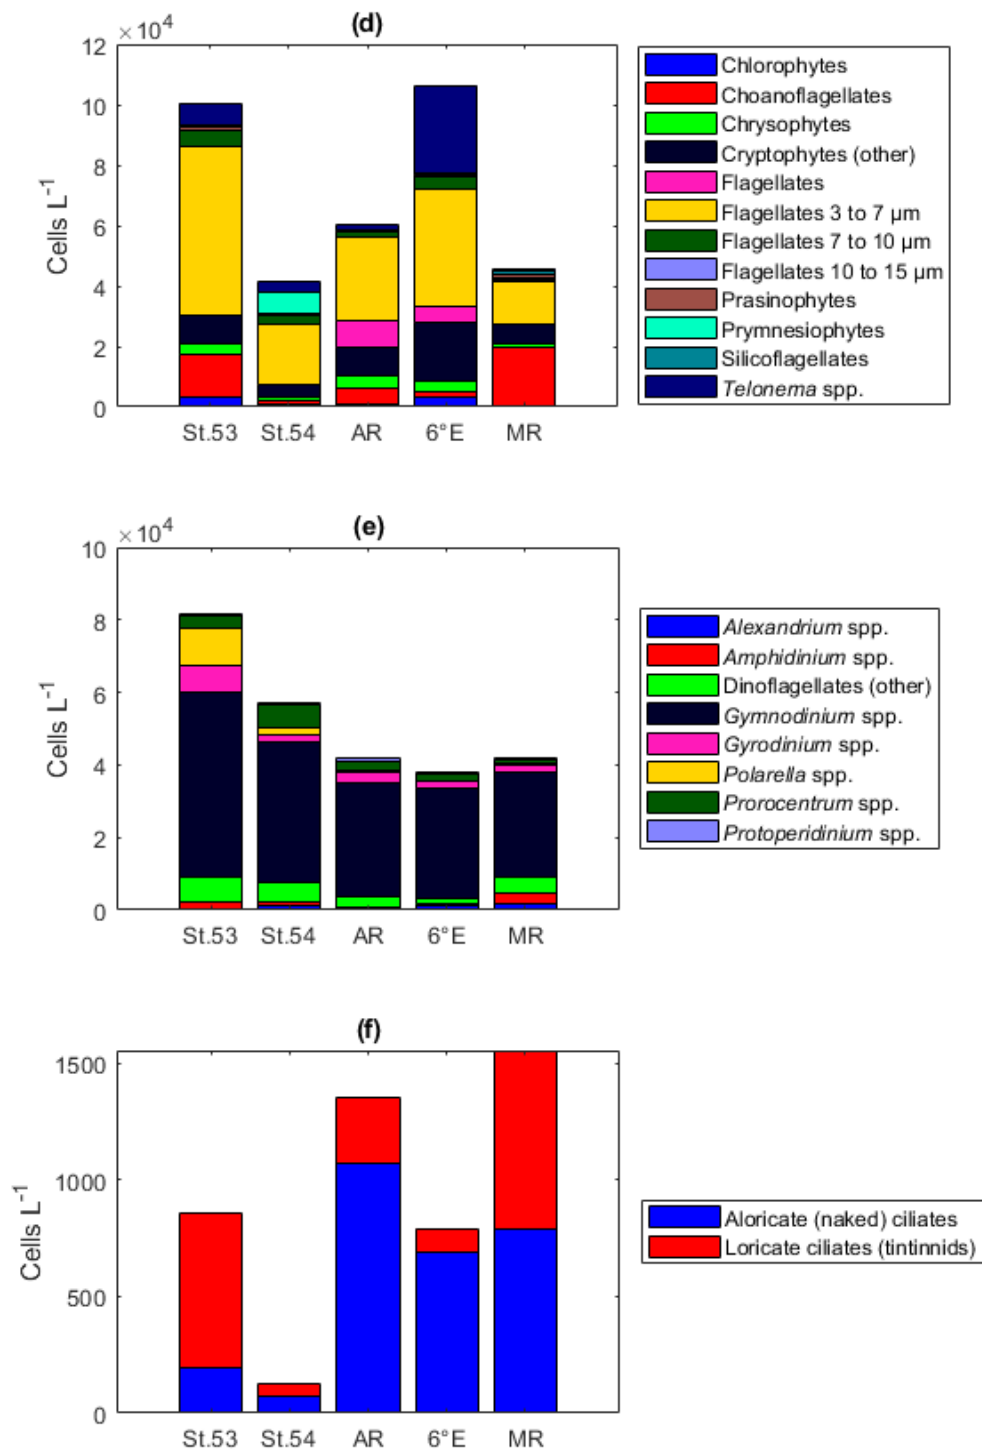 (d)
×10⁴
12
10
8
6
4
2
0
Cells L⁻¹
St.53 St.54 AR 6°E MR
Chlorophytes
Choanoflagellates
Chrysophytes
Cryptophytes (other)
Flagellates
Flagellates 3 to 7 µm
Flagellates 7 to 10 µm
Flagellates 10 to 15 µm
Prasinophytes
Prymnesiophytes
Silicoflagellates
Telonema spp.
(e)
×10⁴
10
8
6
4
2
0
Cells L⁻¹
St.53 St.54 AR 6°E MR
Alexandrium spp.
Amphidinium spp.
Dinoflagellates (other)
Gymnodinium spp.
Gyrodinium spp.
Polarella spp.
Prorocentrum spp.
Protoperidinium spp.
(f)
1500
1000
500
0
Cells L⁻¹
St.53 St.54 AR 6°E MR
Aloricate (naked) ciliates
Loricate ciliates (tintinnids)